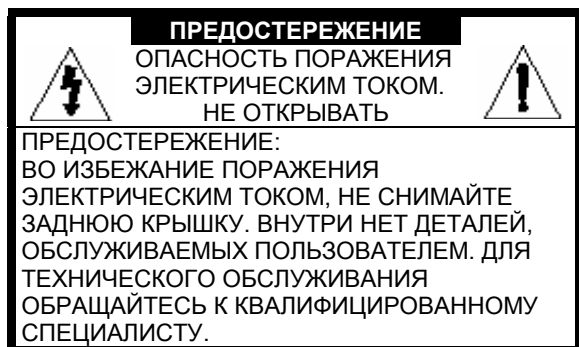 ПРЕДОСТЕРЕЖЕНИЕ
ОПАСНОСТЬ ПОРАЖЕНИЯ
ЭЛЕКТРИЧЕСКИМ ТОКОМ.
НЕ ОТКРЫВАТЬ
ПРЕДОСТЕРЕЖЕНИЕ:
ВО ИЗБЕЖАНИЕ ПОРАЖЕНИЯ
ЭЛЕКТРИЧЕСКИМ ТОКОМ, НЕ СНИМАЙТЕ
ЗАДНЮЮ КРЫШКУ. ВНУТРИ НЕТ ДЕТАЛЕЙ,
ОБСЛУЖИВАЕМЫХ ПОЛЬЗОВАТЕЛЕМ. ДЛЯ
ТЕХНИЧЕСКОГО ОБСЛУЖИВАНИЯ
ОБРАЩАЙТЕСЬ К КВАЛИФИЦИРОВАННОМУ
СПЕЦИАЛИСТУ.